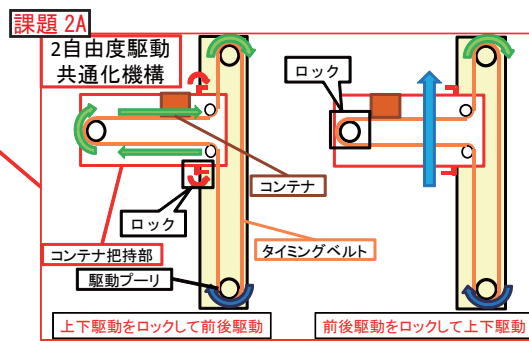 課題 2A
2自由度駆動
共通化機構
ロック
コンテナ
ロック
コンテナ把持部
タイミングベルト
駆動プーリ
上下駆動をロックして前後駆動
前後駆動をロックして上下駆動